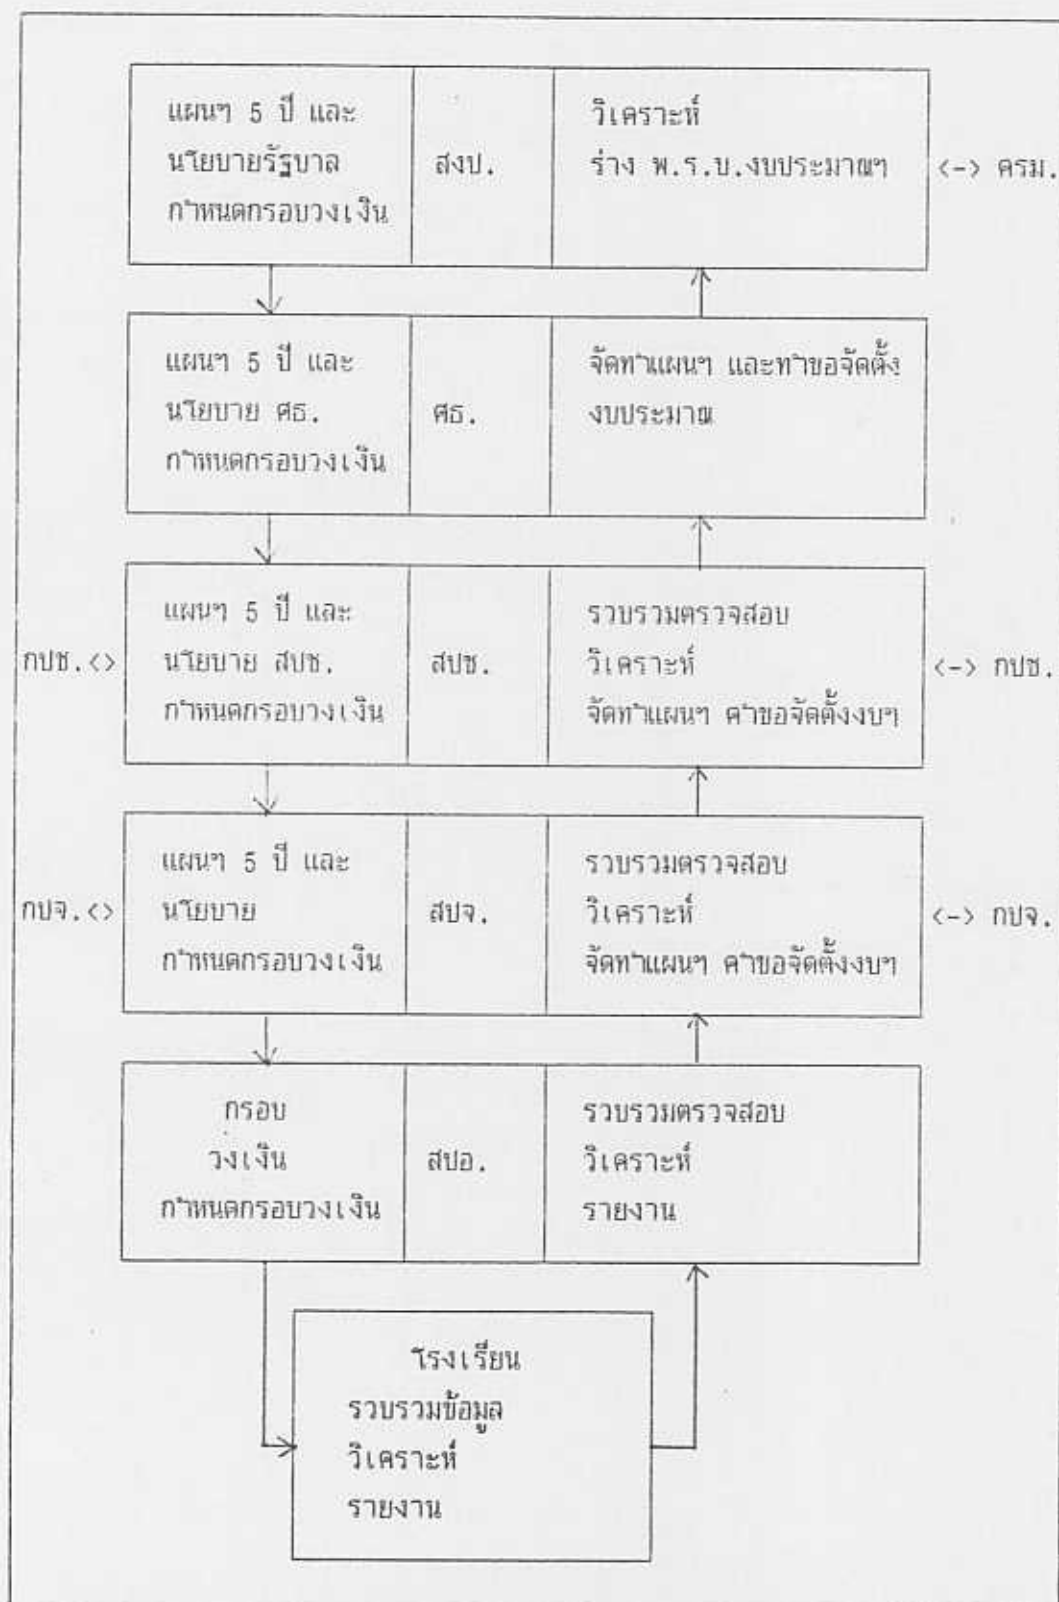 แผนฯ 5 ปี และ
นโยบายรัฐบาล
กำหนดกรอบวงเงิน
สงป.
วิเคราะห์
ร่าง พ.ร.บ.งบประมาณฯ
<-> ครม.
แผนฯ 5 ปี และ
นโยบาย ศธ.
กำหนดกรอบวงเงิน
ศธ.
จัดทำแผนฯ และทำขอจัดตั้ง
งบประมาณ
กปช.<>
แผนฯ 5 ปี และ
นโยบาย สปช.
กำหนดกรอบวงเงิน
สปช.
รวบรวมตรวจสอบ
วิเคราะห์
จัดทำแผนฯ คำขอจัดตั้งงบฯ
<-> กปช.
กปจ.<>
แผนฯ 5 ปี และ
นโยบาย
กำหนดกรอบวงเงิน
สปจ.
รวบรวมตรวจสอบ
วิเคราะห์
จัดทำแผนฯ คำขอจัดตั้งงบฯ
<-> กปจ.
กรอบ
วงเงิน
กำหนดกรอบวงเงิน
สปอ.
รวบรวมตรวจสอบ
วิเคราะห์
รายงาน
โรงเรียน
รวบรวมข้อมูล
วิเคราะห์
รายงาน